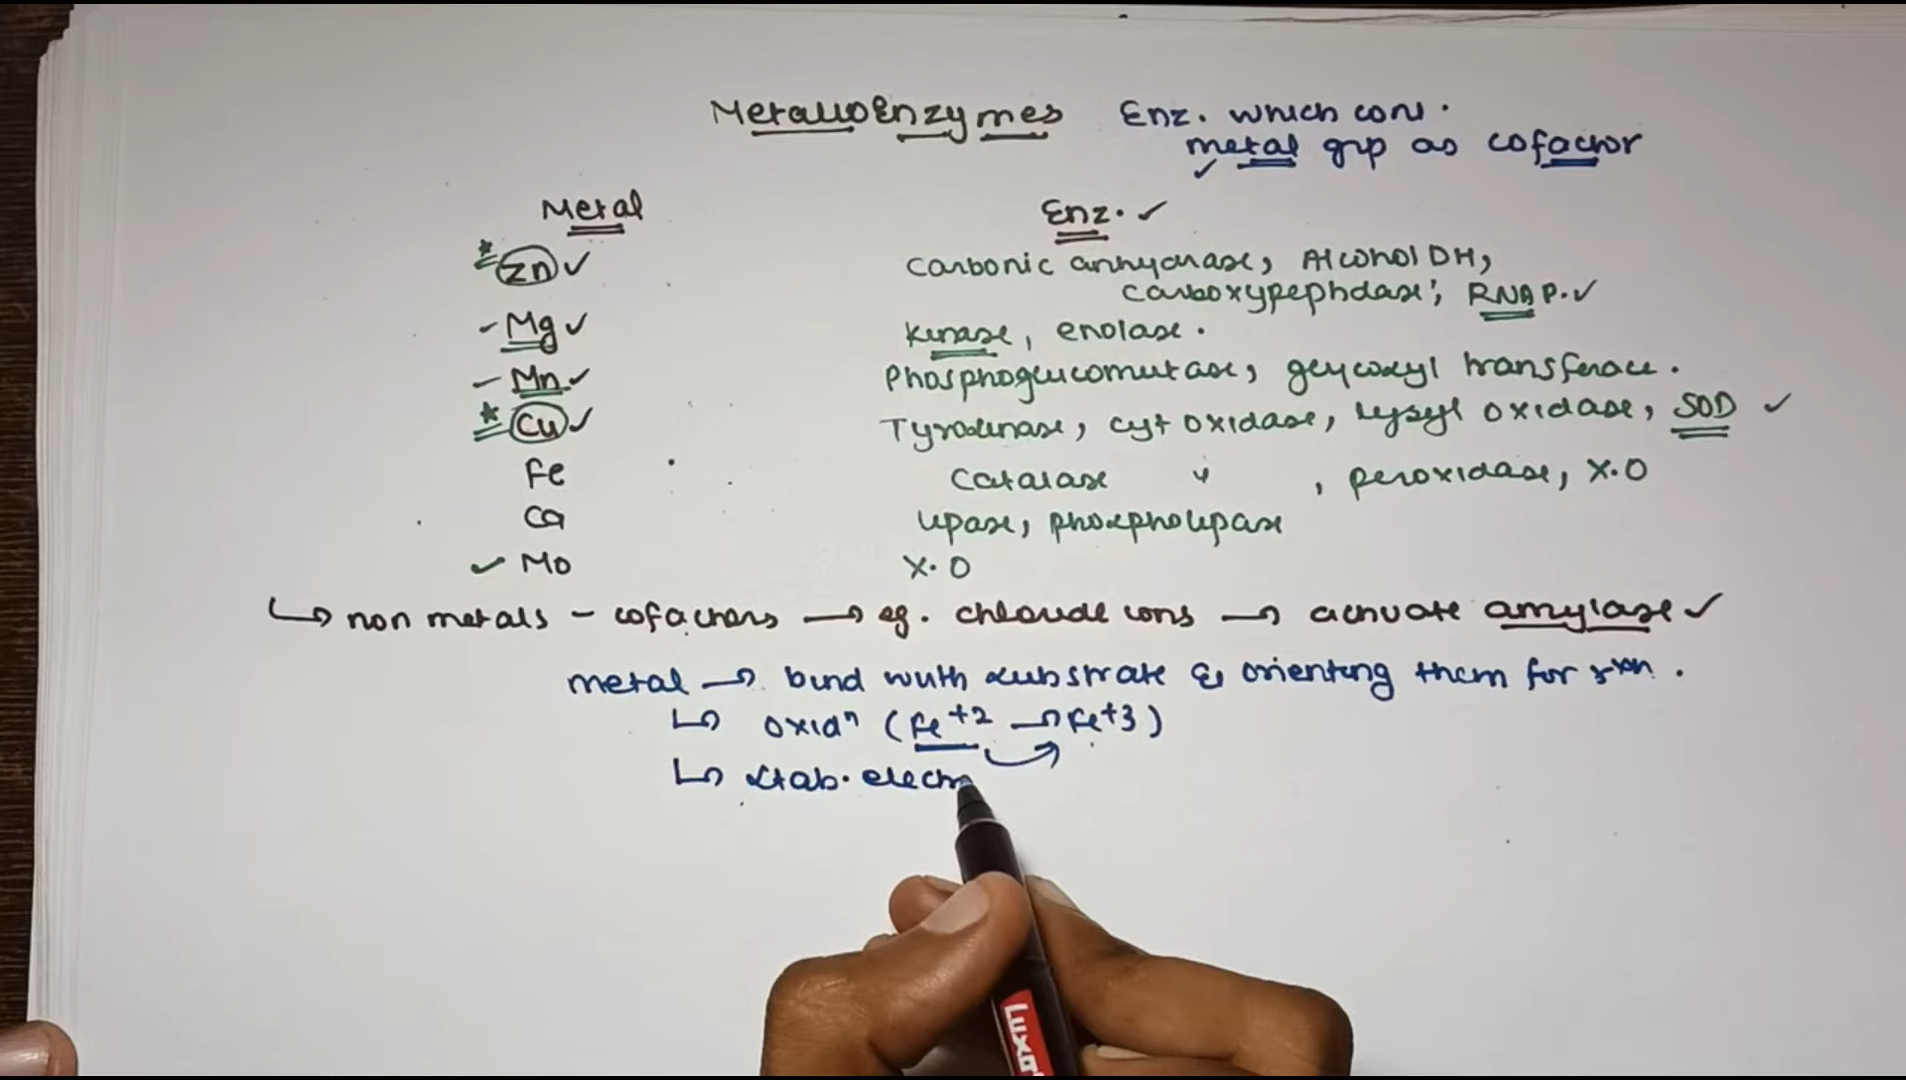 MetalloEnzymes Enz. which con.
metal grp as cofactor
Metal Enz.
* Zn Carbonic anhydrase, Alcohol DH,
carboxypeptidase, RNAP.
Mg Kinase, enolase.
Mn Phosphoglucomutase, glycosyl transferase.
* Cu Tyrosinase, cyt oxidase, lysyl oxidase, SOD
Fe Catalase , peroxidase, X.O
Ca lipase, phospholipase
Mo X.O
↳ non metals - cofactors → eg. chloride ions → activate amylase
metal → bind with substrate & orienting them for rxn.
↳ oxidⁿ (Fe+2 → Fe+3)
↳ stab. electr
Luxor